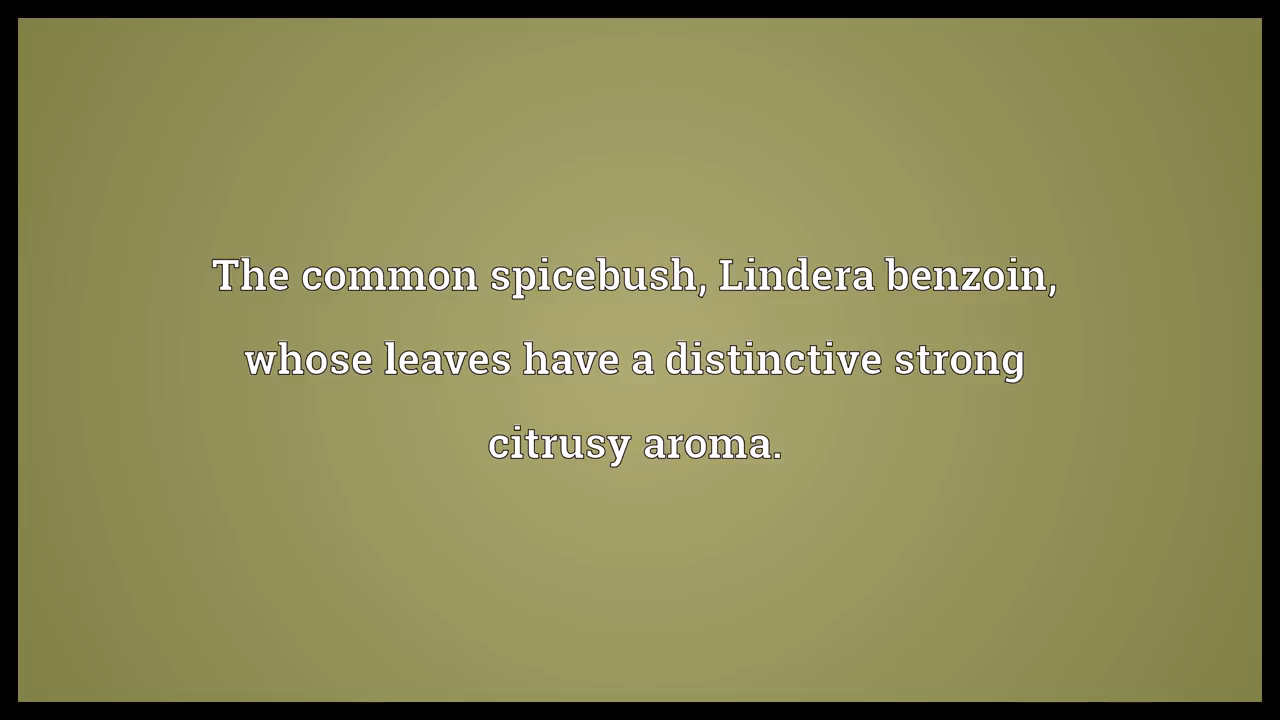 The common spicebush, Lindera benzoin,
whose leaves have a distinctive strong
citrusy aroma.